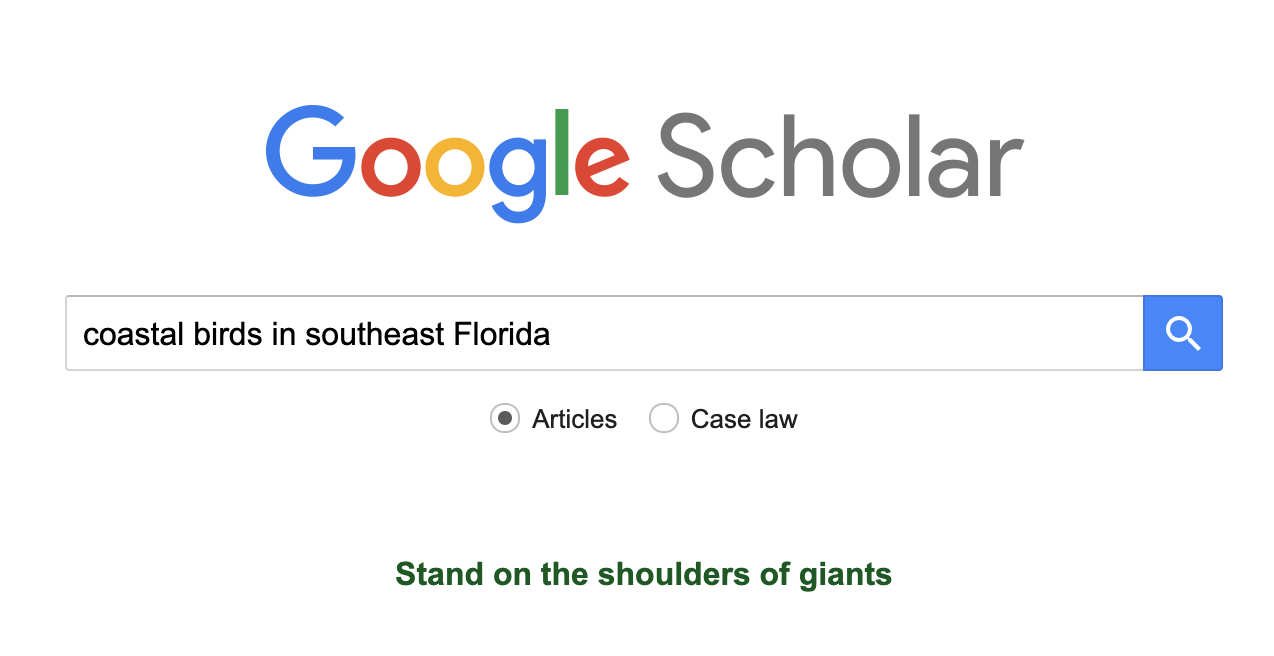 Google Scholar
coastal birds in southeast Florida
Articles Case law
Stand on the shoulders of giants